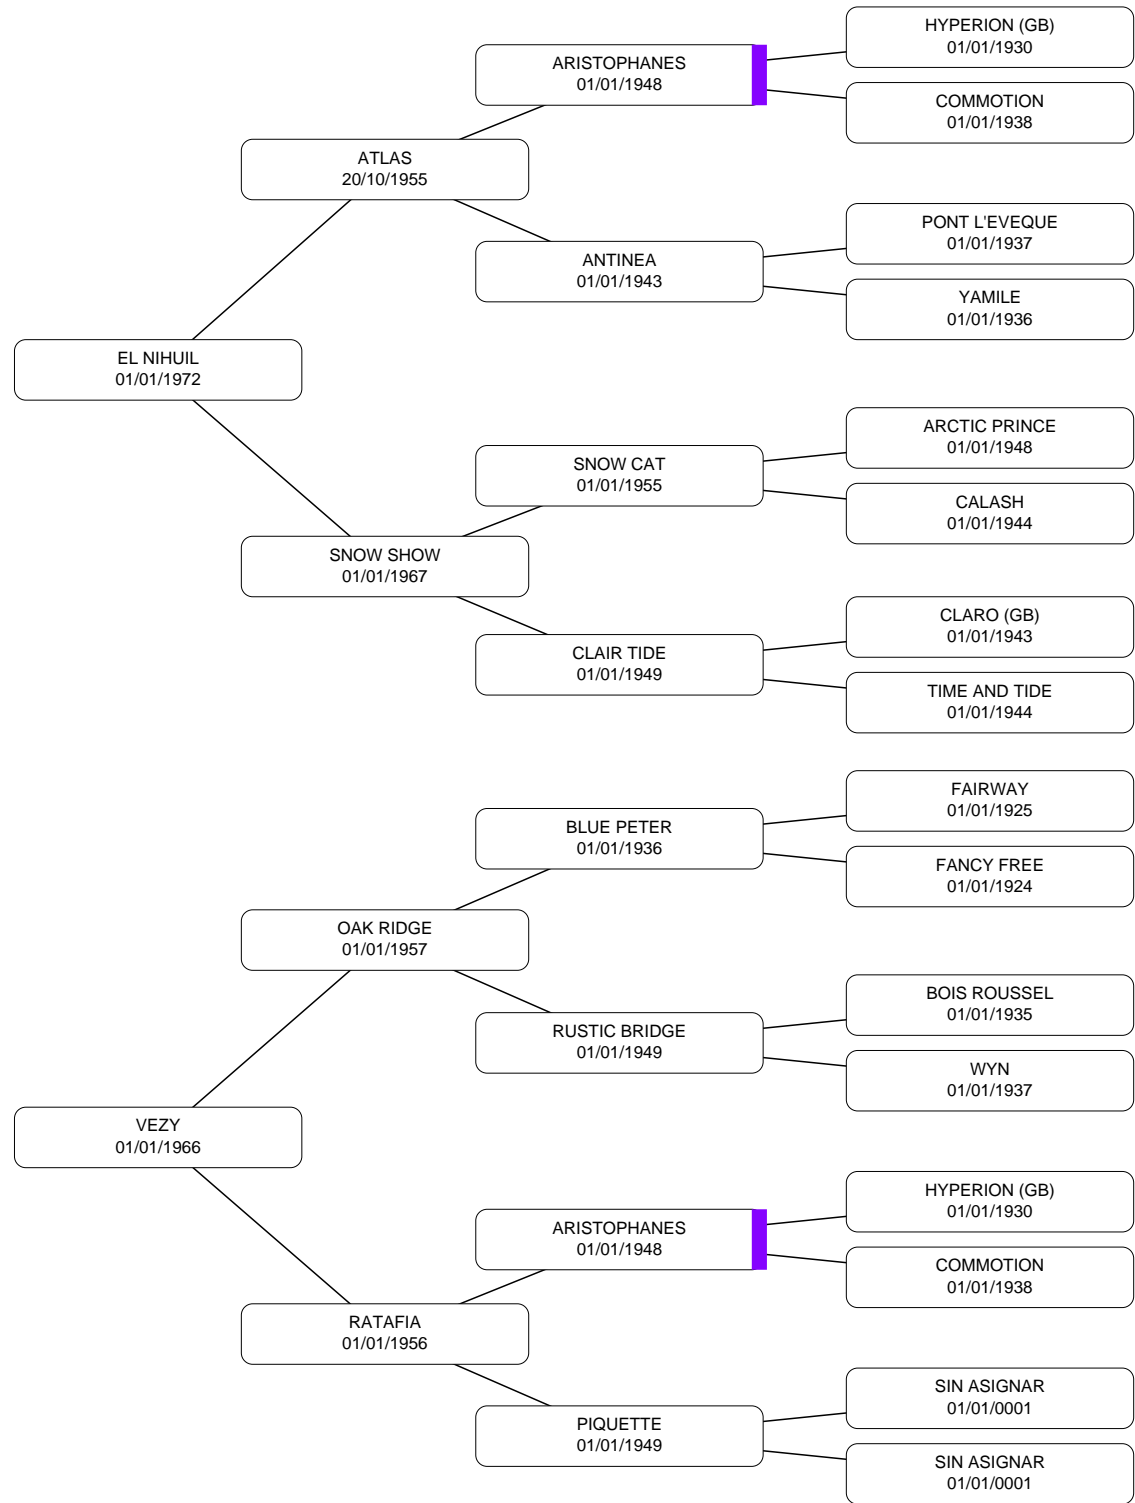 HYPERION (GB)
01/01/1930
ARISTOPHANES
01/01/1948
COMMOTION
01/01/1938
ATLAS
20/10/1955
PONT L'EVEQUE
01/01/1937
ANTINEA
01/01/1943
YAMILE
01/01/1936
EL NIHUIL
01/01/1972
ARCTIC PRINCE
01/01/1948
SNOW CAT
01/01/1955
CALASH
01/01/1944
SNOW SHOW
01/01/1967
CLARO (GB)
01/01/1943
CLAIR TIDE
01/01/1949
TIME AND TIDE
01/01/1944
FAIRWAY
01/01/1925
BLUE PETER
01/01/1936
FANCY FREE
01/01/1924
OAK RIDGE
01/01/1957
BOIS ROUSSEL
01/01/1935
RUSTIC BRIDGE
01/01/1949
WYN
01/01/1937
VEZY
01/01/1966
HYPERION (GB)
01/01/1930
ARISTOPHANES
01/01/1948
COMMOTION
01/01/1938
RATAFIA
01/01/1956
SIN ASIGNAR
01/01/0001
PIQUETTE
01/01/1949
SIN ASIGNAR
01/01/0001